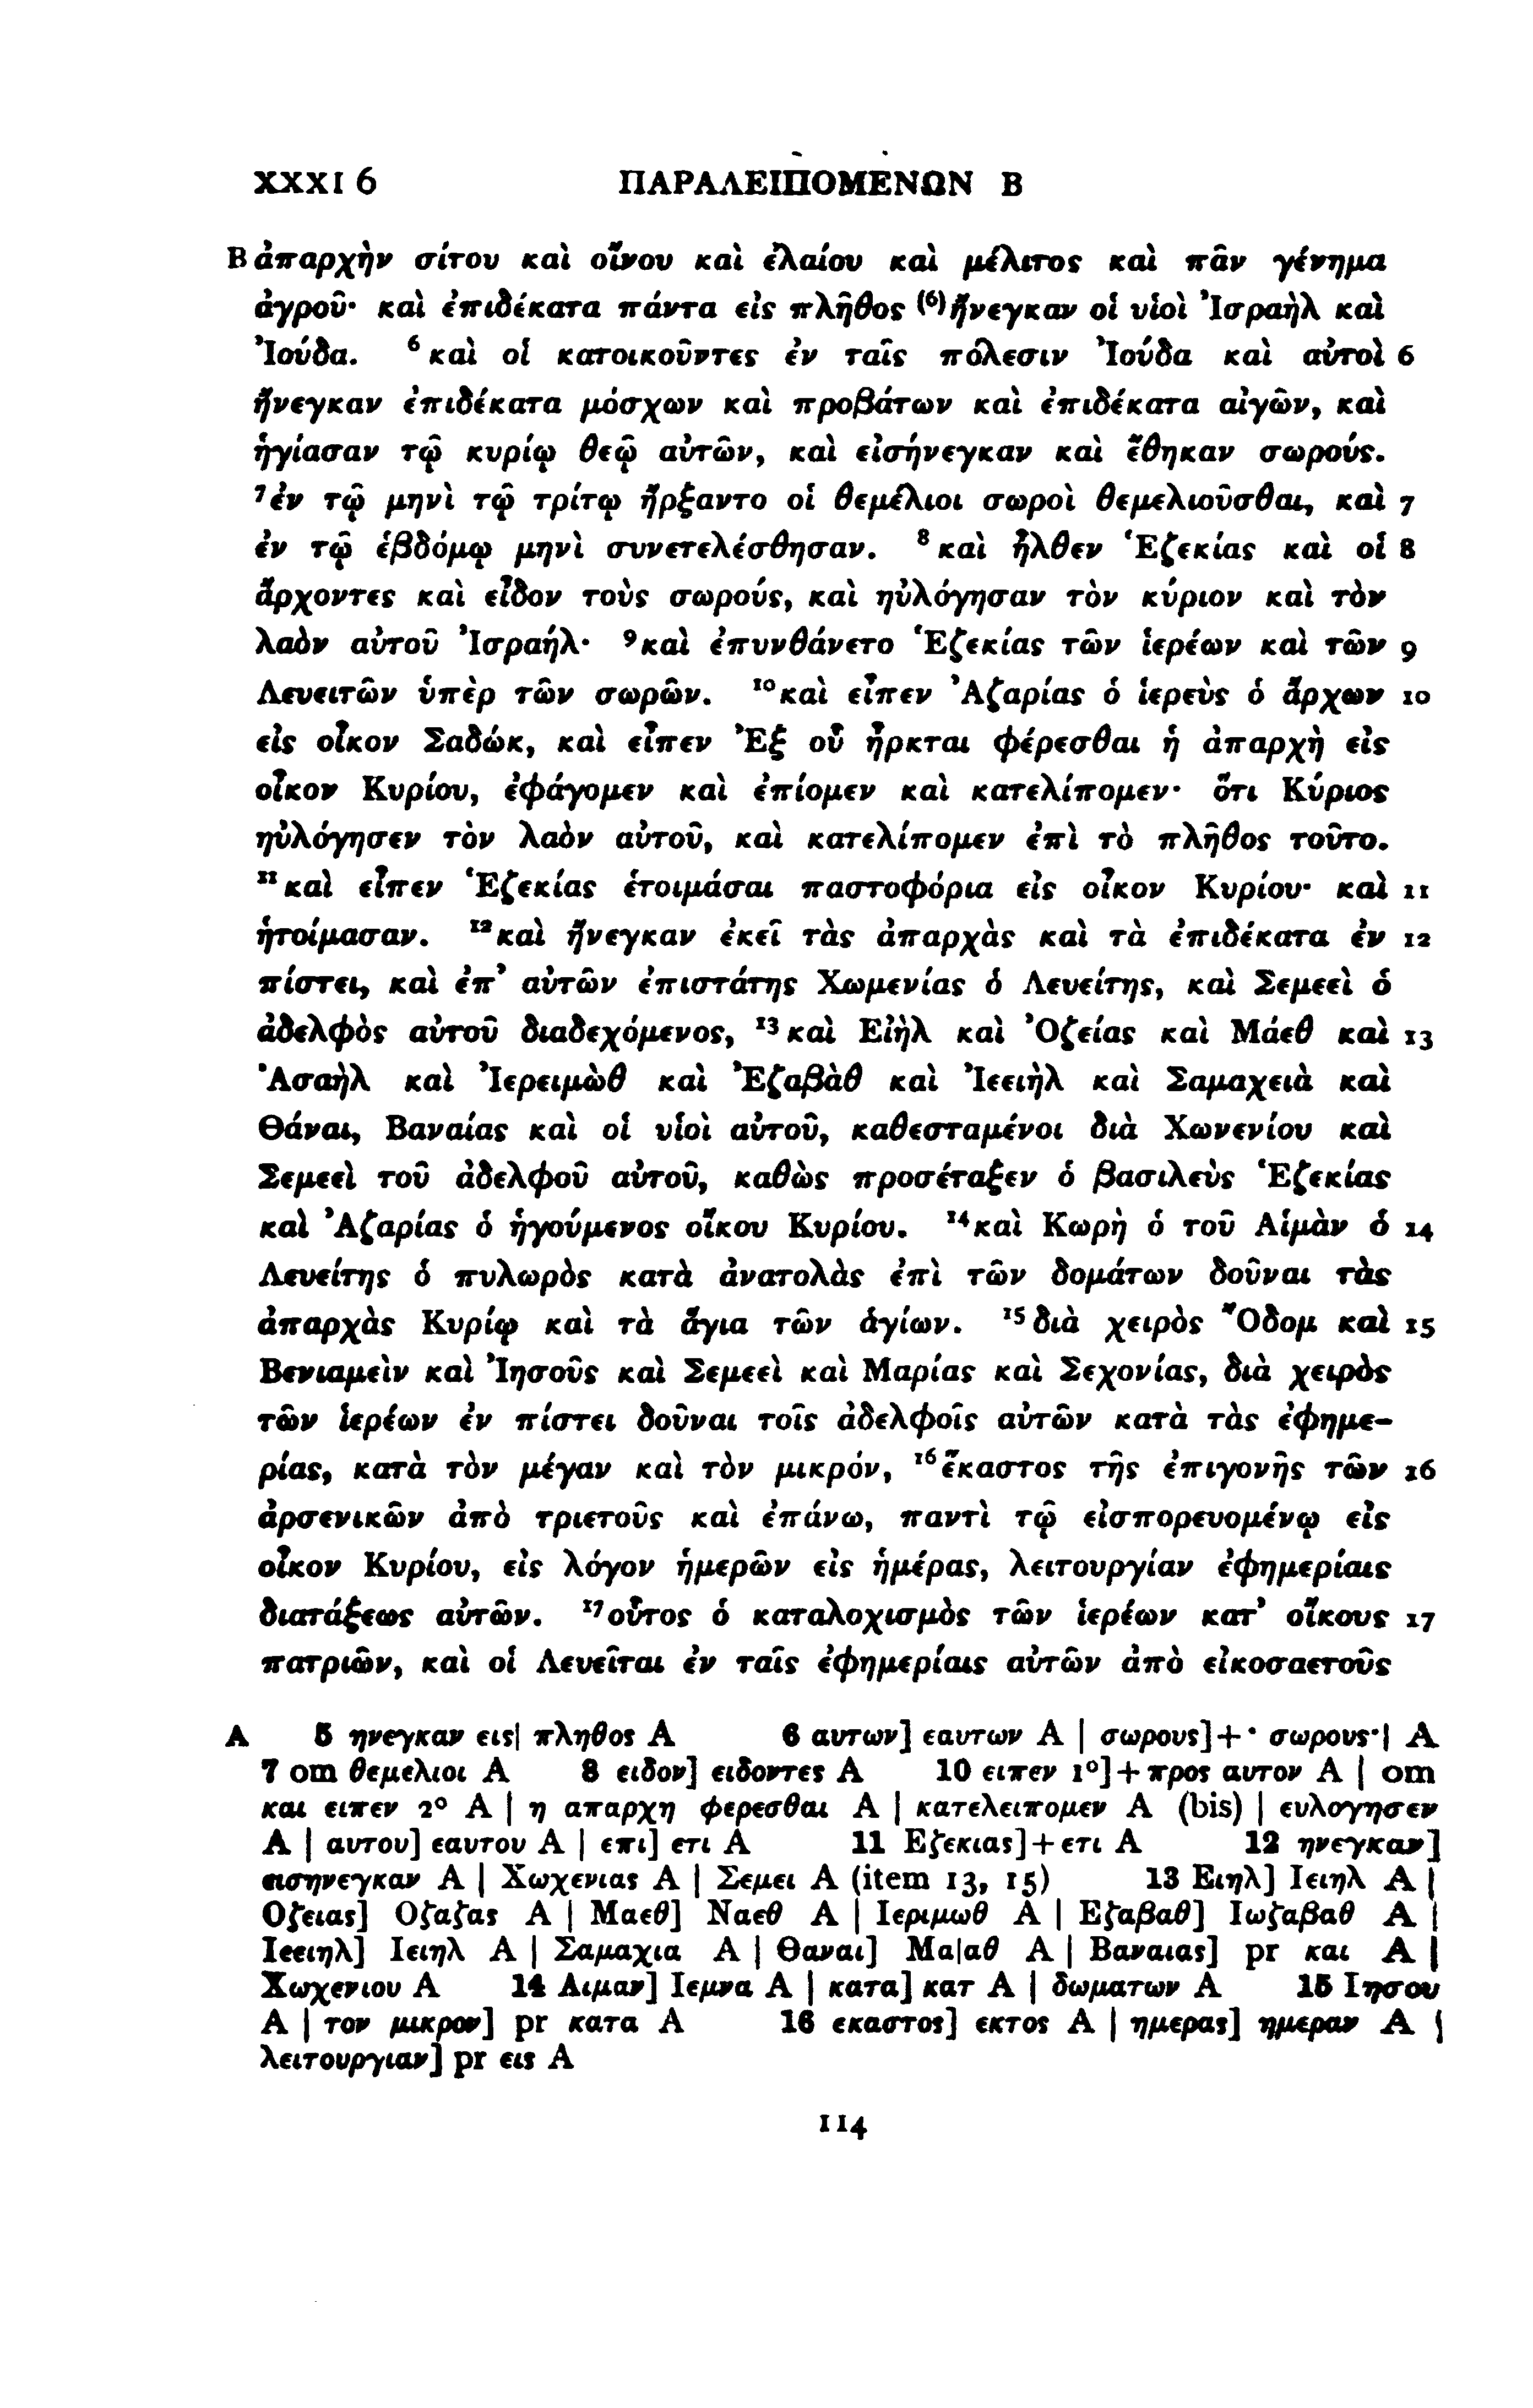 XXXI 6 ΠΑΡΑΛΕΙΠΟΜΕΝΩΝ Β
B ἀπαρχὴν σίτου καὶ οἴνου καὶ ἐλαίου καὶ μέλιτος καὶ πᾶν γένημα
ἀγροῦ· καὶ ἐπιδέκατα πάντα εἰς πλῆθος ⁽⁶⁾ἤνεγκαν οἱ υἱοὶ Ἰσραὴλ καὶ
Ἰούδα. ⁶καὶ οἱ κατοικοῦντες ἐν ταῖς πόλεσιν Ἰούδα καὶ αὐτοὶ 6
ἤνεγκαν ἐπιδέκατα μόσχων καὶ προβάτων καὶ ἐπιδέκατα αἰγῶν, καὶ
ἡγίασαν τῷ κυρίῳ θεῷ αὐτῶν, καὶ εἰσήνεγκαν καὶ ἔθηκαν σωρούς.
⁷ἐν τῷ μηνὶ τῷ τρίτῳ ἤρξαντο οἱ θεμέλιοι σωροὶ θεμελιοῦσθαι, καὶ 7
ἐν τῷ ἑβδόμῳ μηνὶ συνετελέσθησαν. ⁸καὶ ἦλθεν Ἑζεκίας καὶ οἱ 8
ἄρχοντες καὶ εἶδον τοὺς σωρούς, καὶ ηὐλόγησαν τὸν κύριον καὶ τὸν
λαὸν αὐτοῦ Ἰσραήλ· ⁹καὶ ἐπυνθάνετο Ἑζεκίας τῶν ἱερέων καὶ τῶν 9
Λευειτῶν ὑπὲρ τῶν σωρῶν. ¹⁰καὶ εἶπεν Ἀζαρίας ὁ ἱερεὺς ὁ ἄρχων 10
εἰς οἶκον Σαδώκ, καὶ εἶπεν Ἐξ οὗ ἦρκται φέρεσθαι ἡ ἀπαρχὴ εἰς
οἶκον Κυρίου, ἐφάγομεν καὶ ἐπίομεν καὶ κατελίπομεν· ὅτι Κύριος
ηὐλόγησεν τὸν λαὸν αὐτοῦ, καὶ κατελίπομεν ἐπὶ τὸ πλῆθος τοῦτο.
¹¹καὶ εἶπεν Ἑζεκίας ἑτοιμάσαι παστοφόρια εἰς οἶκον Κυρίου· καὶ 11
ἡτοίμασαν. ¹²καὶ ἤνεγκαν ἐκεῖ τὰς ἀπαρχὰς καὶ τὰ ἐπιδέκατα ἐν 12
πίστει, καὶ ἐπ’ αὐτῶν ἐπιστάτης Χωμενίας ὁ Λευείτης, καὶ Σεμεεὶ ὁ
ἀδελφὸς αὐτοῦ διαδεχόμενος, ¹³καὶ Εἰὴλ καὶ Ὀζείας καὶ Μάεθ καὶ 13
Ἀσαὴλ καὶ Ἰερειμὼθ καὶ Ἐζαβὰθ καὶ Ἰεειὴλ καὶ Σαμαχειὰ καὶ
Θάναι, Βαναίας καὶ οἱ υἱοὶ αὐτοῦ, καθεσταμένοι διὰ Χωνενίου καὶ
Σεμεεὶ τοῦ ἀδελφοῦ αὐτοῦ, καθὼς προσέταξεν ὁ βασιλεὺς Ἑζεκίας
καὶ Ἀζαρίας ὁ ἡγούμενος οἴκου Κυρίου. ¹⁴καὶ Κωρὴ ὁ τοῦ Αἱμὰν ὁ 14
Λευείτης ὁ πυλωρὸς κατὰ ἀνατολὰς ἐπὶ τῶν δομάτων δοῦναι τὰς
ἀπαρχὰς Κυρίῳ καὶ τὰ ἅγια τῶν ἁγίων. ¹⁵διὰ χειρὸς Ὄδομ καὶ 15
Βενιαμεὶν καὶ Ἰησοῦς καὶ Σεμεεὶ καὶ Μαρίας καὶ Σεχονίας, διὰ χειρὸς
τῶν ἱερέων ἐν πίστει δοῦναι τοῖς ἀδελφοῖς αὐτῶν κατὰ τὰς ἐφημε-
ρίας, κατὰ τὸν μέγαν καὶ τὸν μικρόν, ¹⁶ἕκαστος τῆς ἐπιγονῆς τῶν 16
ἀρσενικῶν ἀπὸ τριετοῦς καὶ ἐπάνω, παντὶ τῷ εἰσπορευομένῳ εἰς
οἶκον Κυρίου, εἰς λόγον ἡμερῶν εἰς ἡμέρας, λειτουργίαν ἐφημερίαις
διατάξεως αὐτῶν. ¹⁷οὗτος ὁ καταλοχισμὸς τῶν ἱερέων κατ’ οἴκους 17
πατριῶν, καὶ οἱ Λευεῖται ἐν ταῖς ἐφημερίαις αὐτῶν ἀπὸ εἰκοσαετοῦς
A 5 ηνεγκαν εις| πληθος A 6 αυτων] εαυτων A | σωρους]+· σωρους·| A
7 om θεμελιοι A 8 ειδον] ειδοντες A 10 ειπεν 1°]+προς αυτον A | om
και ειπεν 2° A | η απαρχη φερεσθαι A | κατελειπομεν A (bis) | ευλογησεν
A | αυτου] εαυτου A | επι] ετι A 11 Εζεκιας]+ετι A 12 ηνεγκαν]
εισηνεγκαν A | Χωχενιας A | Σεμει A (item 13, 15) 13 Ειηλ] Ιειηλ A |
Οζειας] Οζαζας A | Μαεθ] Ναεθ A | Ιεριμωθ A | Εζαβαθ] Ιωζαβαθ A |
Ιεειηλ] Ιειηλ A | Σαμαχια A | Θαναι] Μα|αθ A | Βαναιας] pr και A |
Χωχενιου A 14 Αιμαν] Ιεμνα A | κατα] κατ A | δωματων A 15 Ιησου
A | τον μικρον] pr κατα A 16 εκαστος] εκτος A | ημερας] ημεραν A |
λειτουργιαν] pr εις A
114